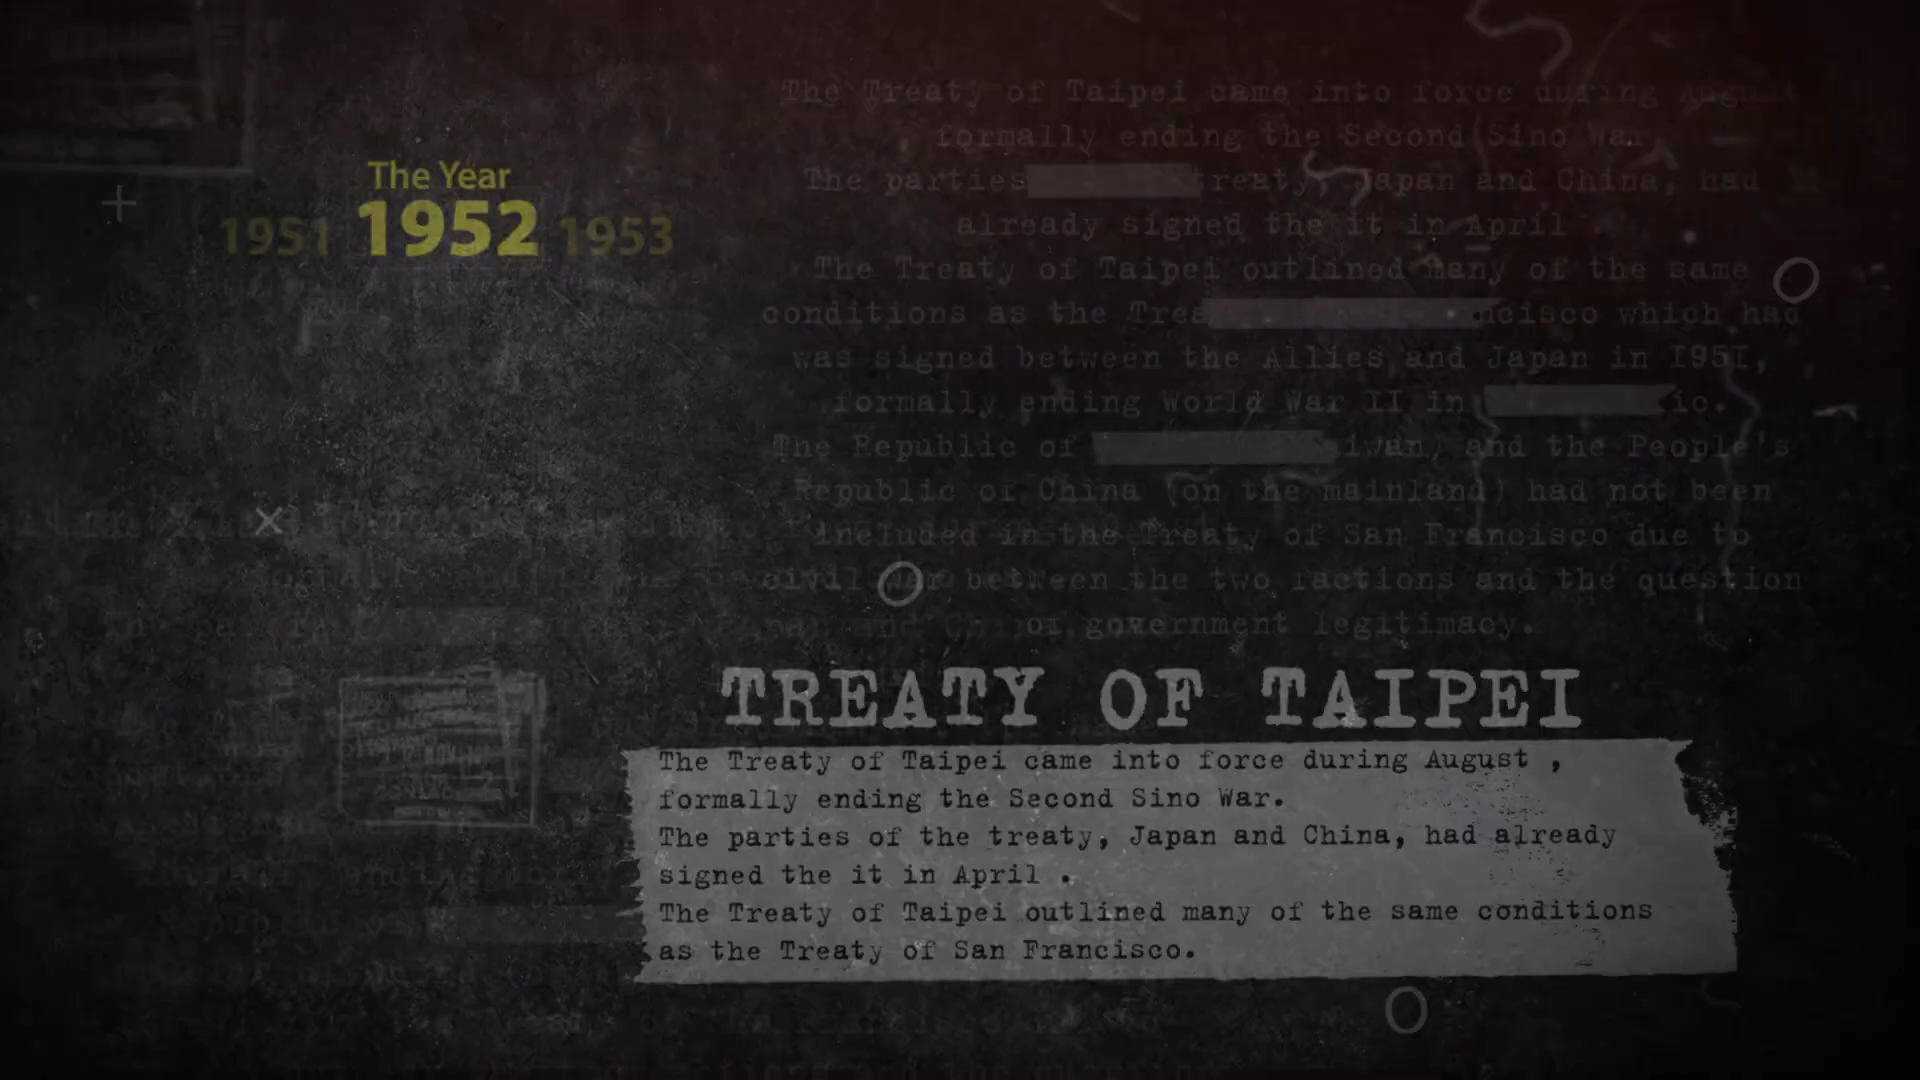 The Year
1951 1952 1953
The Treaty of Taipei came into force during August
formally ending the Second Sino War
The parties treaty, Japan and China, had
already signed the it in April
The Treaty of Taipei outlined many of the same
conditions as the Trea ncisco which had
was signed between the Allies and Japan in 1951,
formally ending World War II in ic.
The Republic of iwan) and the People's
Republic of China (on the mainland) had not been
included in the Treaty of San Francisco due to
civil war between the two factions and the question
of government legitimacy.
TREATY OF TAIPEI
The Treaty of Taipei came into force during August ,
formally ending the Second Sino War.
The parties of the treaty, Japan and China, had already
signed the it in April .
The Treaty of Taipei outlined many of the same conditions
as the Treaty of San Francisco.